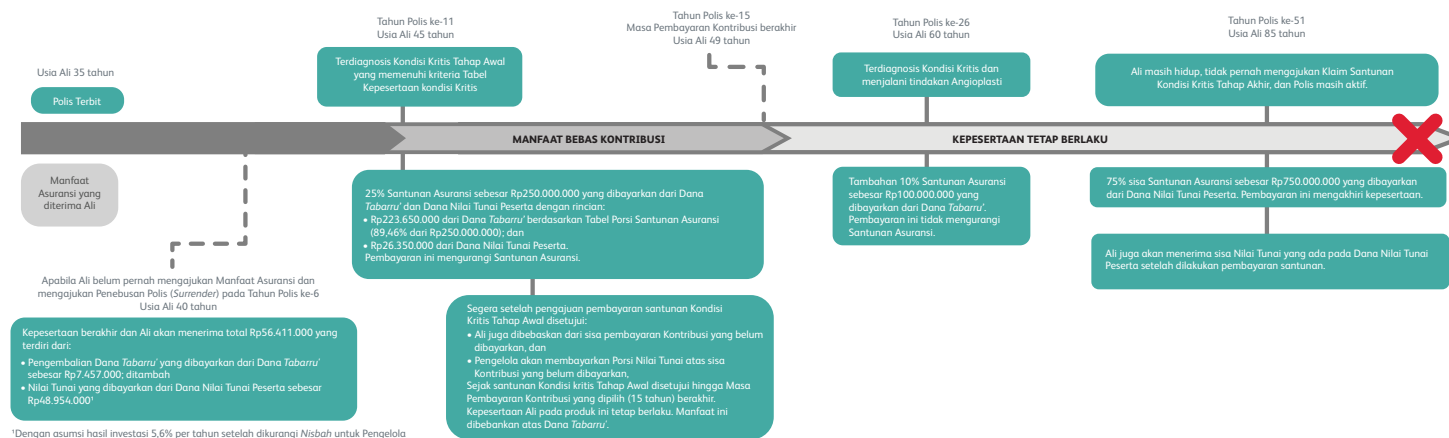 Tahun Polis ke-11
Usia Ali 45 tahun
Tahun Polis ke-15
Masa Pembayaran Kontribusi berakhir
Usia Ali 49 tahun
Tahun Polis ke-26
Usia Ali 60 tahun
Tahun Polis ke-51
Usia Ali 85 tahun
Usia Ali 35 tahun
Polis Terbit
Terdiagnosis Kondisi Kritis Tahap Awal
yang memenuhi kriteria Tabel
Kepesertaan kondisi Kritis
Terdiagnosis Kondisi Kritis dan
menjalani tindakan Angioplasti
Ali masih hidup, tidak pernah mengajukan Klaim Santunan
Kondisi Kritis Tahap Akhir, dan Polis masih aktif.
MANFAAT BEBAS KONTRIBUSI
KEPESERTAAN TETAP BERLAKU
Manfaat
Asuransi yang
diterima Ali
25% Santunan Asuransi sebesar Rp250.000.000 yang dibayarkan dari Dana
Tabarru' dan Dana Nilai Tunai Peserta dengan rincian:
• Rp223.650.000 dari Dana Tabarru' berdasarkan Tabel Porsi Santunan Asuransi
(89,46% dari Rp250.000.000); dan
• Rp26.350.000 dari Dana Nilai Tunai Peserta.
Pembayaran ini mengurangi Santunan Asuransi.
Tambahan 10% Santunan Asuransi
sebesar Rp100.000.000 yang
dibayarkan dari Dana Tabarru'.
Pembayaran ini tidak mengurangi
Santunan Asuransi.
75% sisa Santunan Asuransi sebesar Rp750.000.000 yang dibayarkan
dari Dana Nilai Tunai Peserta. Pembayaran ini mengakhiri kepesertaan.
Ali juga akan menerima sisa Nilai Tunai yang ada pada Dana Nilai Tunai
Peserta setelah dilakukan pembayaran santunan.
Apabila Ali belum pernah mengajukan Manfaat Asuransi dan
mengajukan Penebusan Polis (Surrender) pada Tahun Polis ke-6
Usia Ali 40 tahun
Kepesertaan berakhir dan Ali akan menerima total Rp56.411.000 yang
terdiri dari:
• Pengembalian Dana Tabarru' yang dibayarkan dari Dana Tabarru'
sebesar Rp7.457.000; ditambah
• Nilai Tunai yang dibayarkan dari Dana Nilai Tunai Peserta sebesar
Rp48.954.000¹
Segera setelah pengajuan pembayaran santunan Kondisi
Kritis Tahap Awal disetujui:
• Ali juga dibebaskan dari sisa pembayaran Kontribusi yang belum
dibayarkan, dan
• Pengelola akan membayarkan Porsi Nilai Tunai atas sisa
Kontribusi yang belum dibayarkan,
Sejak santunan Kondisi kritis Tahap Awal disetujui hingga Masa
Pembayaran Kontribusi yang dipilih (15 tahun) berakhir.
Kepesertaan Ali pada produk ini tetap berlaku. Manfaat ini
dibebankan atas Dana Tabarru'.
¹Dengan asumsi hasil investasi 5,6% per tahun setelah dikurangi Nisbah untuk Pengelola